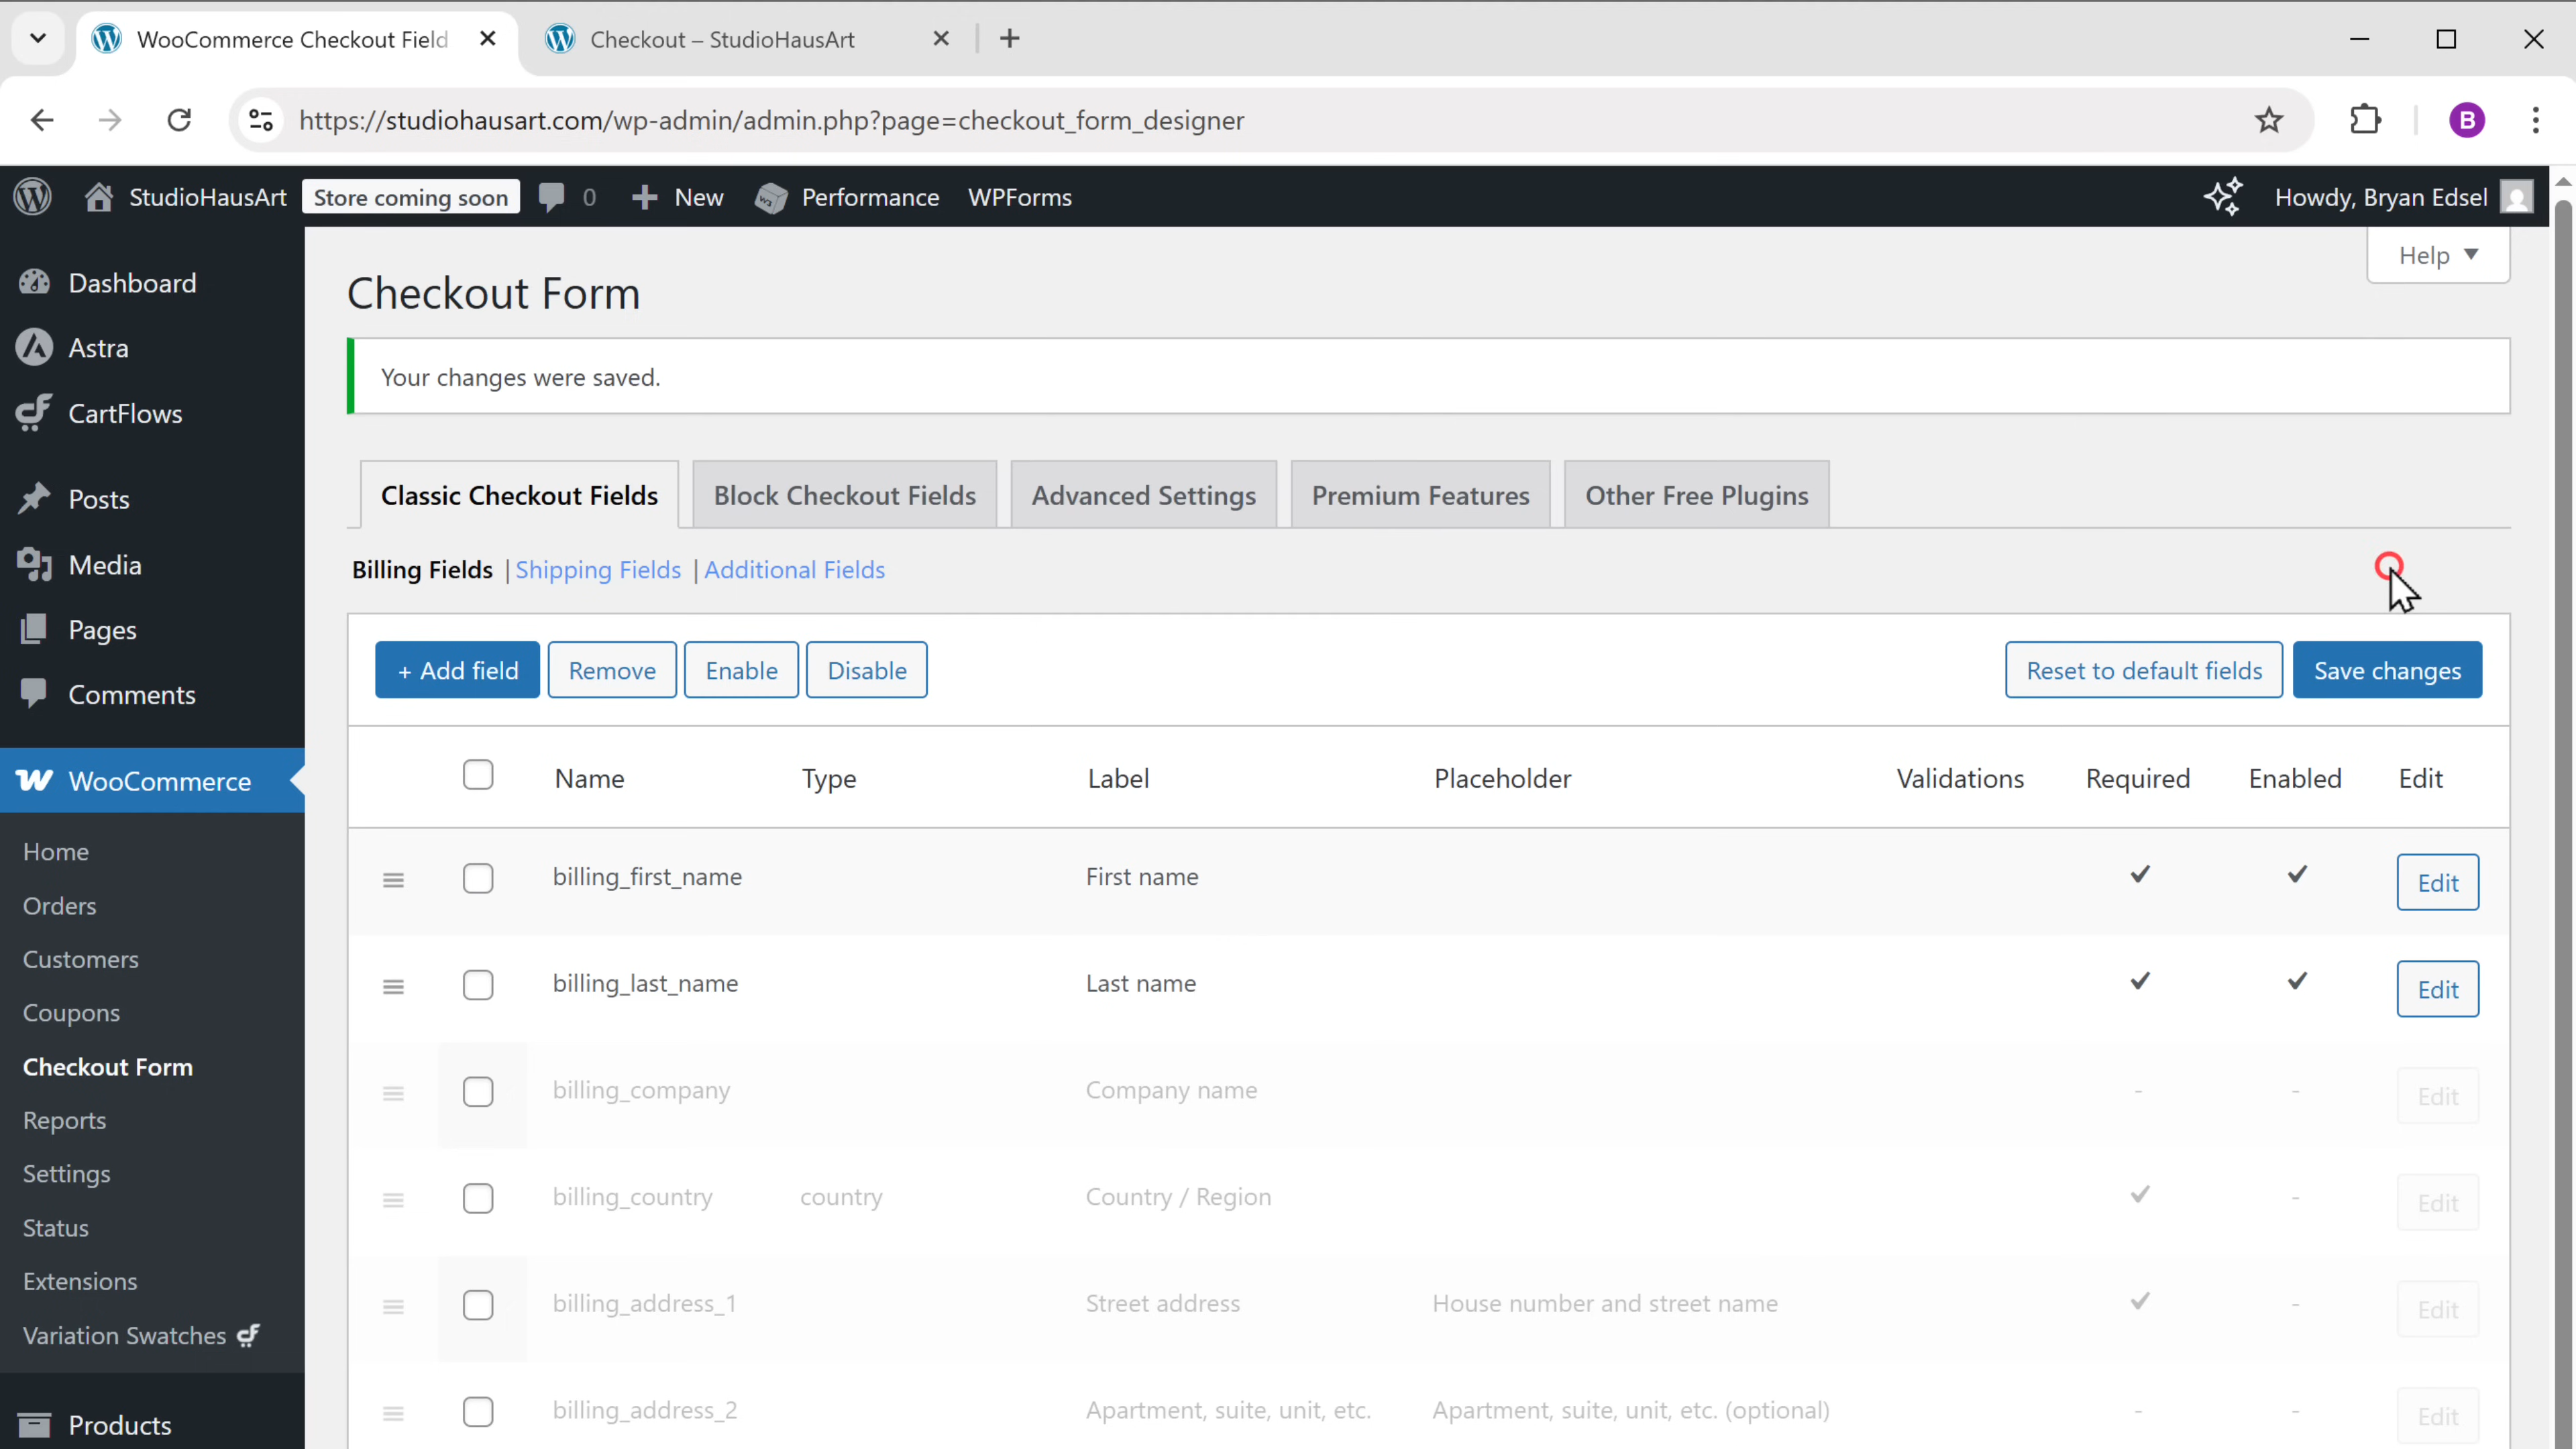 WooCommerce Checkout Field
Checkout – StudioHausArt
https://studiohausart.com/wp-admin/admin.php?page=checkout_form_designer
B
StudioHausArt
Store coming soon
0
New
Performance
WPForms
Howdy, Bryan Edsel
Help
Dashboard
Astra
CartFlows
Posts
Media
Pages
Comments
WooCommerce
Home
Orders
Customers
Coupons
Checkout Form
Reports
Settings
Status
Extensions
Variation Swatches
Products
Checkout Form
Your changes were saved.
Classic Checkout Fields
Block Checkout Fields
Advanced Settings
Premium Features
Other Free Plugins
Billing Fields | Shipping Fields | Additional Fields
+ Add field
Remove
Enable
Disable
Reset to default fields
Save changes
Name Type Label Placeholder Validations Required Enabled Edit
billing_first_name First name ✔ ✔ Edit
billing_last_name Last name ✔ ✔ Edit
billing_company Company name - - Edit
billing_country country Country / Region ✔ - Edit
billing_address_1 Street address House number and street name ✔ - Edit
billing_address_2 Apartment, suite, unit, etc. Apartment, suite, unit, etc. (optional) - - Edit